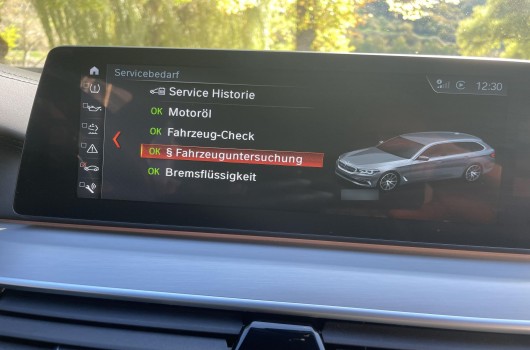 Servicebedarf
12:30
Service Historie
OK Motoröl
OK Fahrzeug-Check
OK § Fahrzeuguntersuchung
OK Bremsflüssigkeit